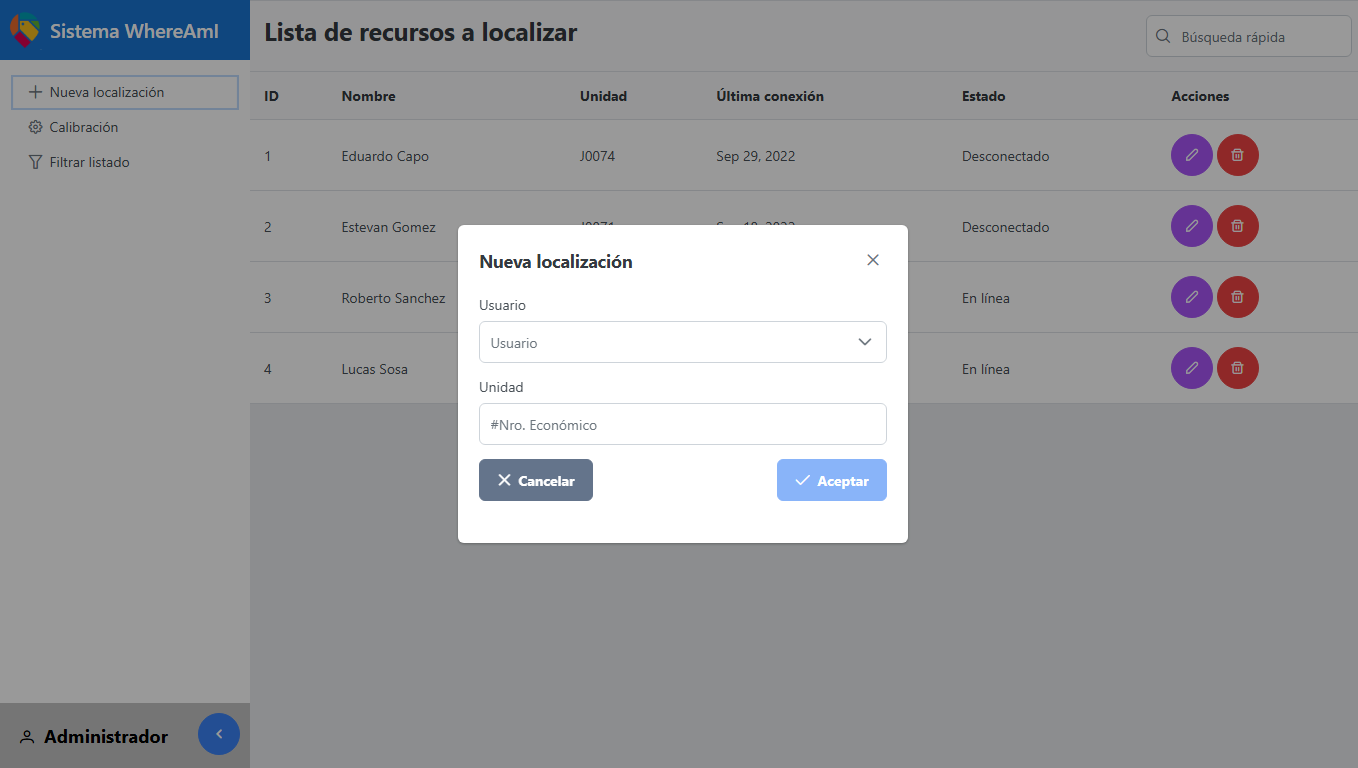 Sistema WhereAmI
Lista de recursos a localizar
Búsqueda rápida
Nueva localización
Calibración
Filtrar listado
ID Nombre Unidad Última conexión Estado Acciones
1 Eduardo Capo J0074 Sep 29, 2022 Desconectado
2 Estevan Gomez Desconectado
3 Roberto Sanchez En línea
4 Lucas Sosa En línea
Nueva localización
Usuario
Usuario
Unidad
#Nro. Económico
Cancelar Aceptar
Administrador